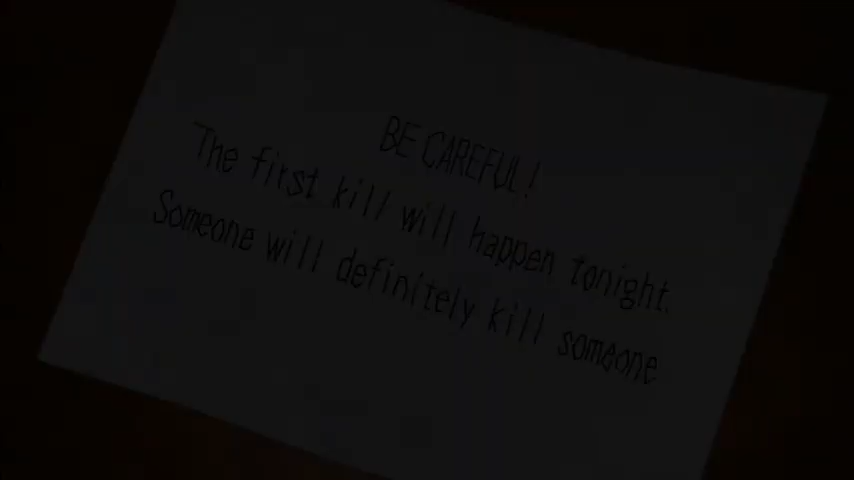 BE CAREFUL!
The first kill will happen tonight.
Someone will definitely kill someone